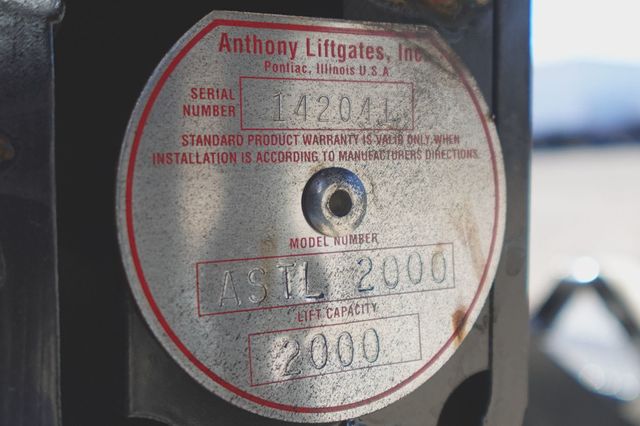 Anthony Liftgates, Inc.
Pontiac, Illinois U.S.A.
SERIAL
NUMBER
14204L
STANDARD PRODUCT WARRANTY IS VALID ONLY WHEN
INSTALLATION IS ACCORDING TO MANUFACTURERS DIRECTIONS.
MODEL NUMBER
ASTL 2000
LIFT CAPACITY
2000